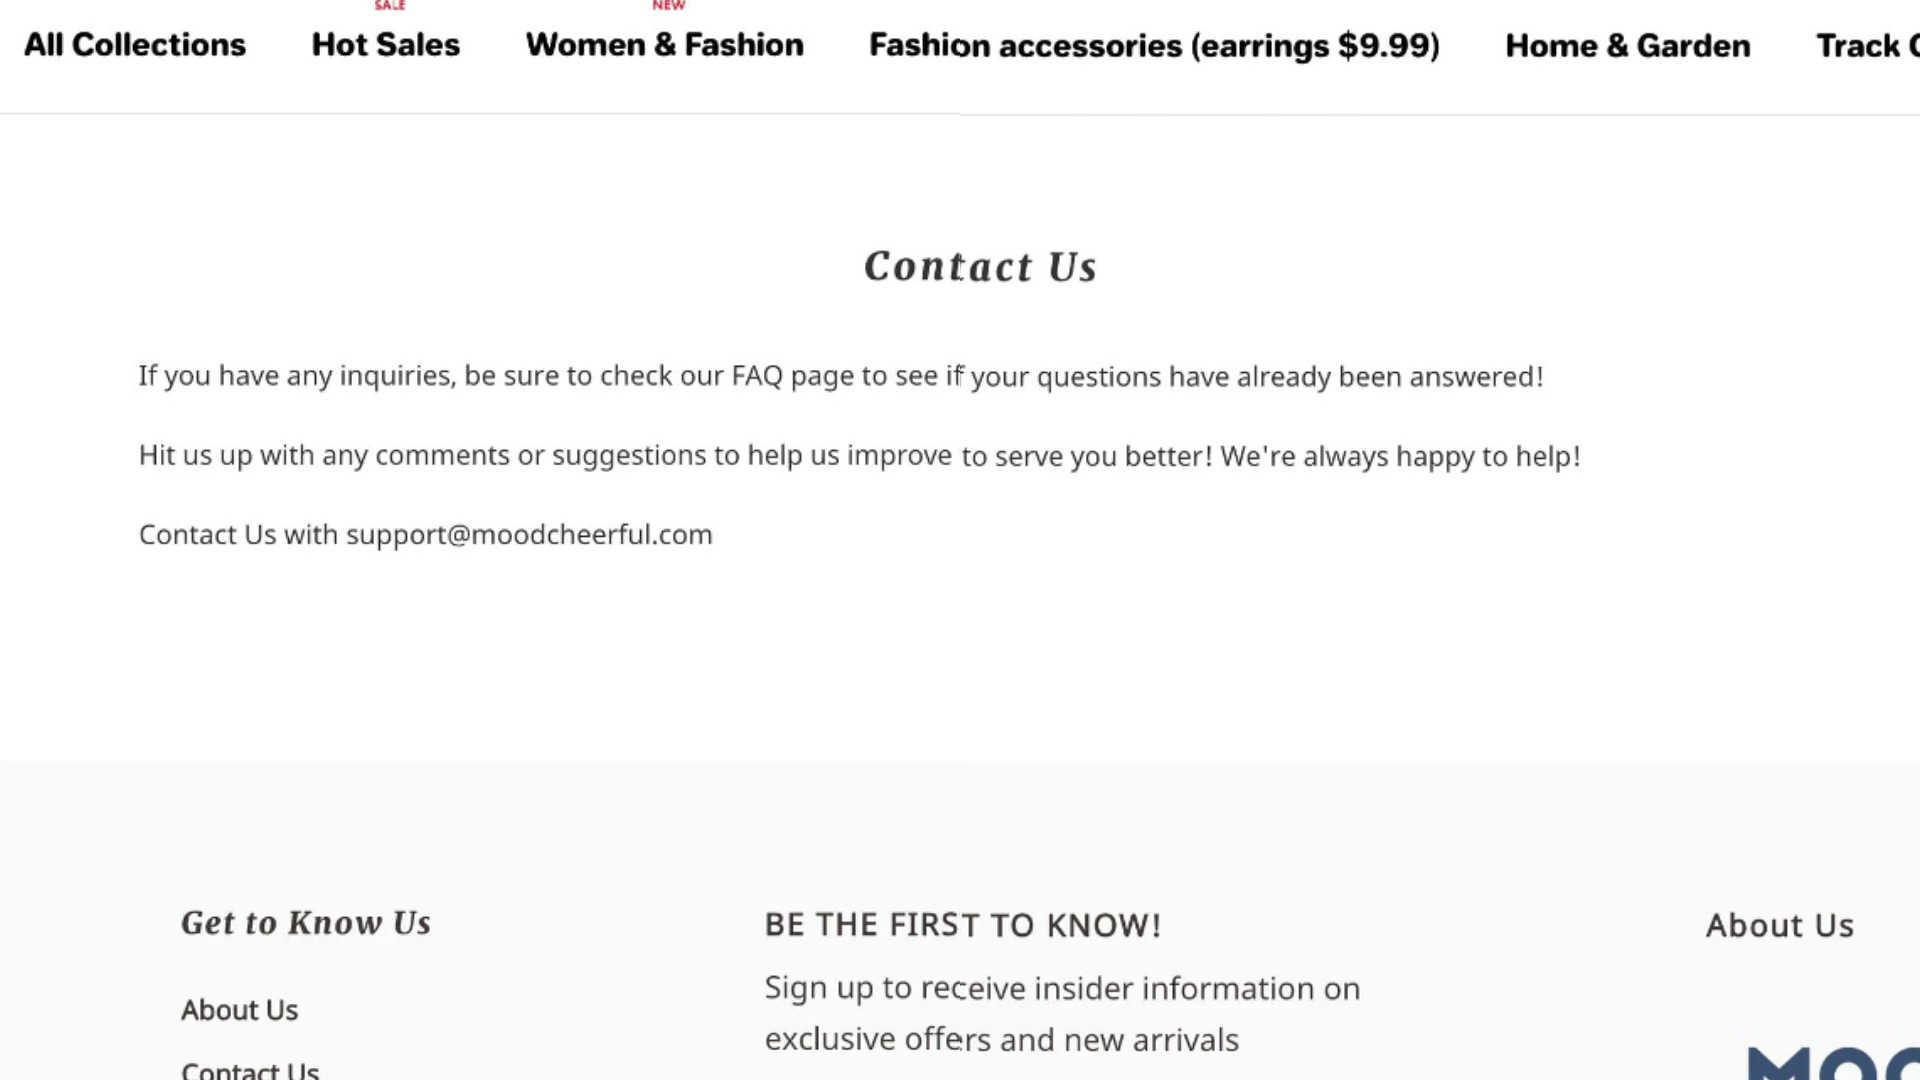 SALE NEW
All Collections Hot Sales Women & Fashion Fashion accessories (earrings $9.99) Home & Garden Track
Contact Us
If you have any inquiries, be sure to check our FAQ page to see if your questions have already been answered!
Hit us up with any comments or suggestions to help us improve to serve you better! We're always happy to help!
Contact Us with support@moodcheerful.com
Get to Know Us BE THE FIRST TO KNOW! About Us
Sign up to receive insider information on
About Us
exclusive offers and new arrivals
Contact Us